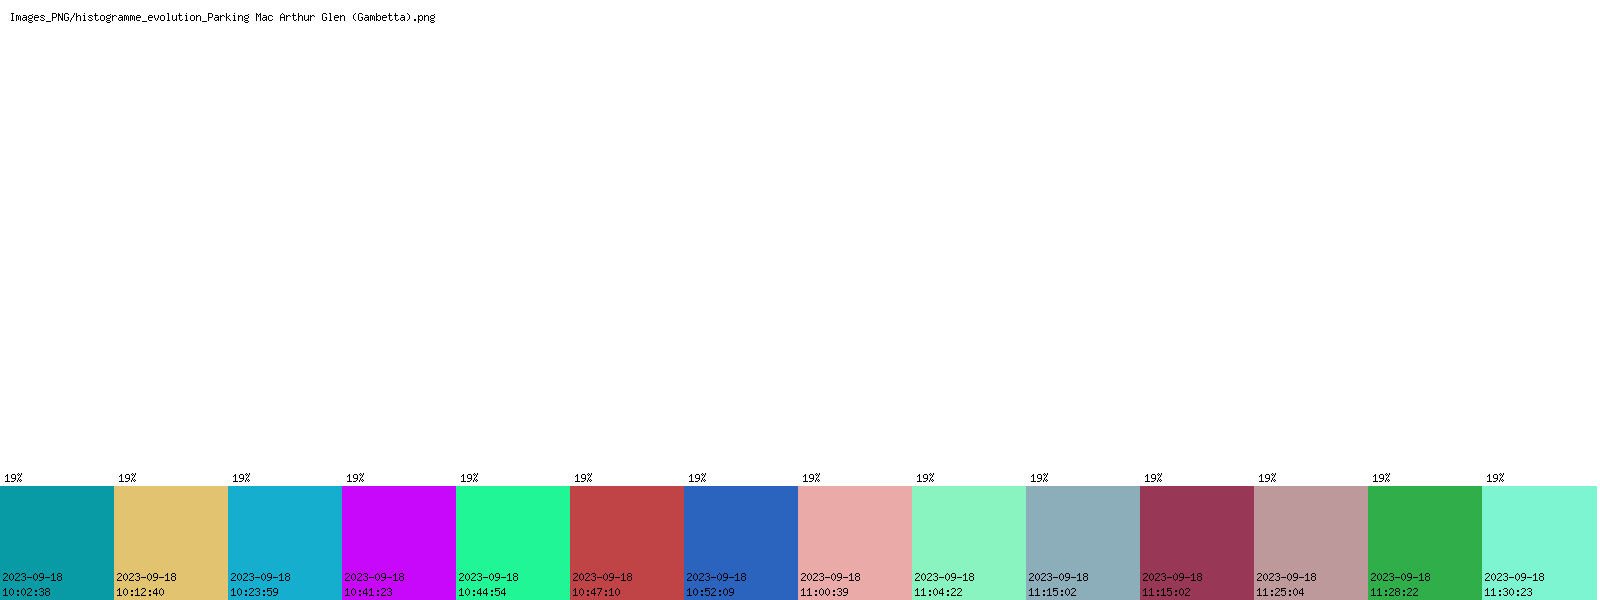 Images_PNG/histogramme_evolution_Parking Mac Arthur Glen (Gambetta).png
19% 19% 19% 19% 19% 19% 19% 19% 19% 19% 19% 19% 19% 19%
2023-09-18 2023-09-18 2023-09-18 2023-09-18 2023-09-18 2023-09-18 2023-09-18 2023-09-18 2023-09-18 2023-09-18 2023-09-18 2023-09-18 2023-09-18 2023-09-18
10:02:38 10:12:40 10:23:59 10:41:23 10:44:54 10:47:10 10:52:09 11:00:39 11:04:22 11:15:02 11:15:02 11:25:04 11:28:22 11:30:23